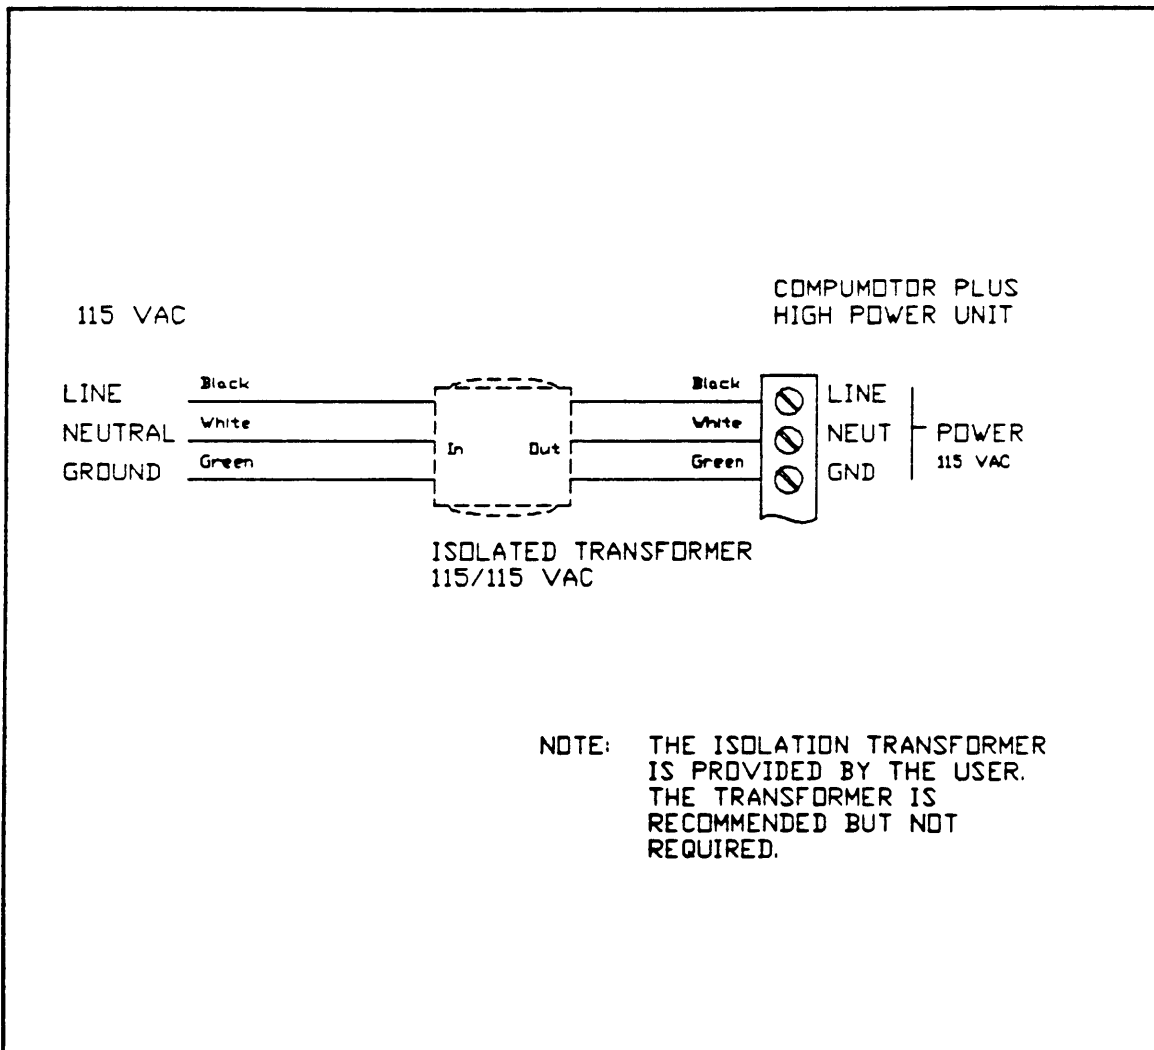 COMPUMOTOR PLUS
HIGH POWER UNIT
115 VAC
LINE
Black
Black
LINE
NEUTRAL
White
White
NEUT
In
Out
POWER
115 VAC
GROUND
Green
Green
GND
ISOLATED TRANSFORMER
115/115 VAC
NOTE: THE ISOLATION TRANSFORMER
IS PROVIDED BY THE USER.
THE TRANSFORMER IS
RECOMMENDED BUT NOT
REQUIRED.